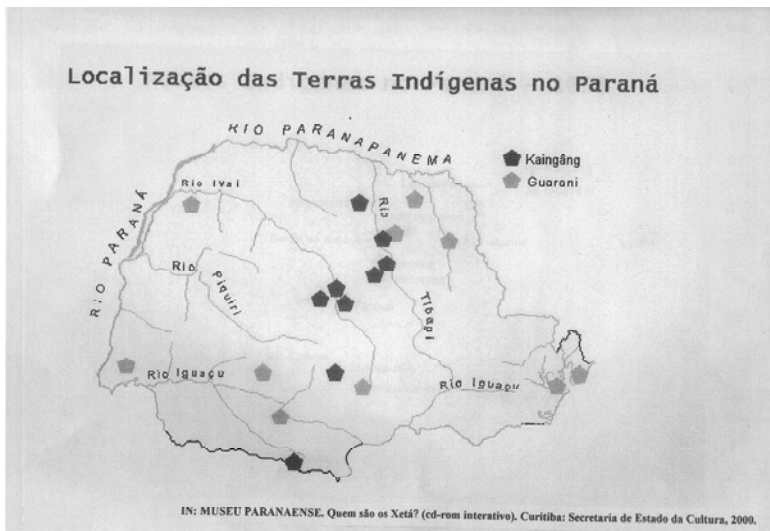 Localização das Terras Indígenas no Paraná
RIO PARANAPANEMA
Kaingâng
Guarani
Rio Ivaí
Rio
RIO PARANÁ
Rio
Piquiri
Tibagi
Rio Iguaçu
Rio Iguaçu
IN: MUSEU PARANAENSE. Quem são os Xetá? (cd-rom interativo). Curitiba: Secretaria de Estado da Cultura, 2000.